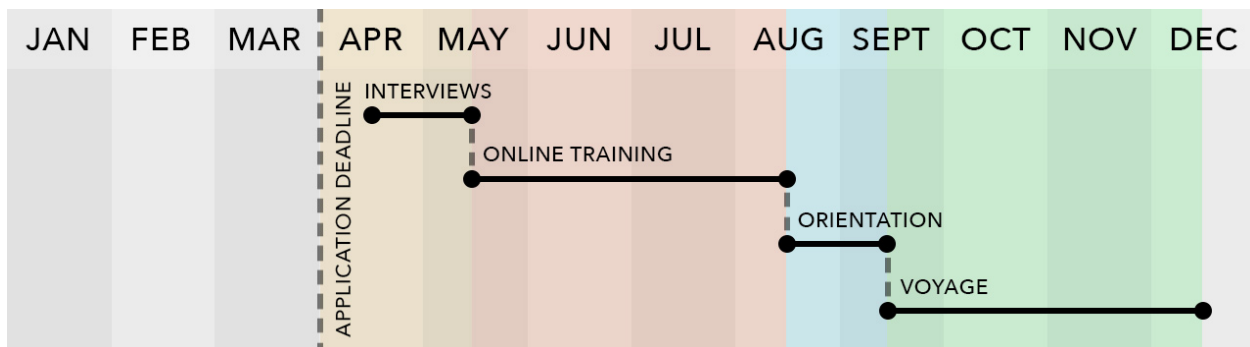 JAN FEB MAR APR MAY JUN JUL AUG SEPT OCT NOV DEC
APPLICATION DEADLINE
INTERVIEWS
ONLINE TRAINING
ORIENTATION
VOYAGE